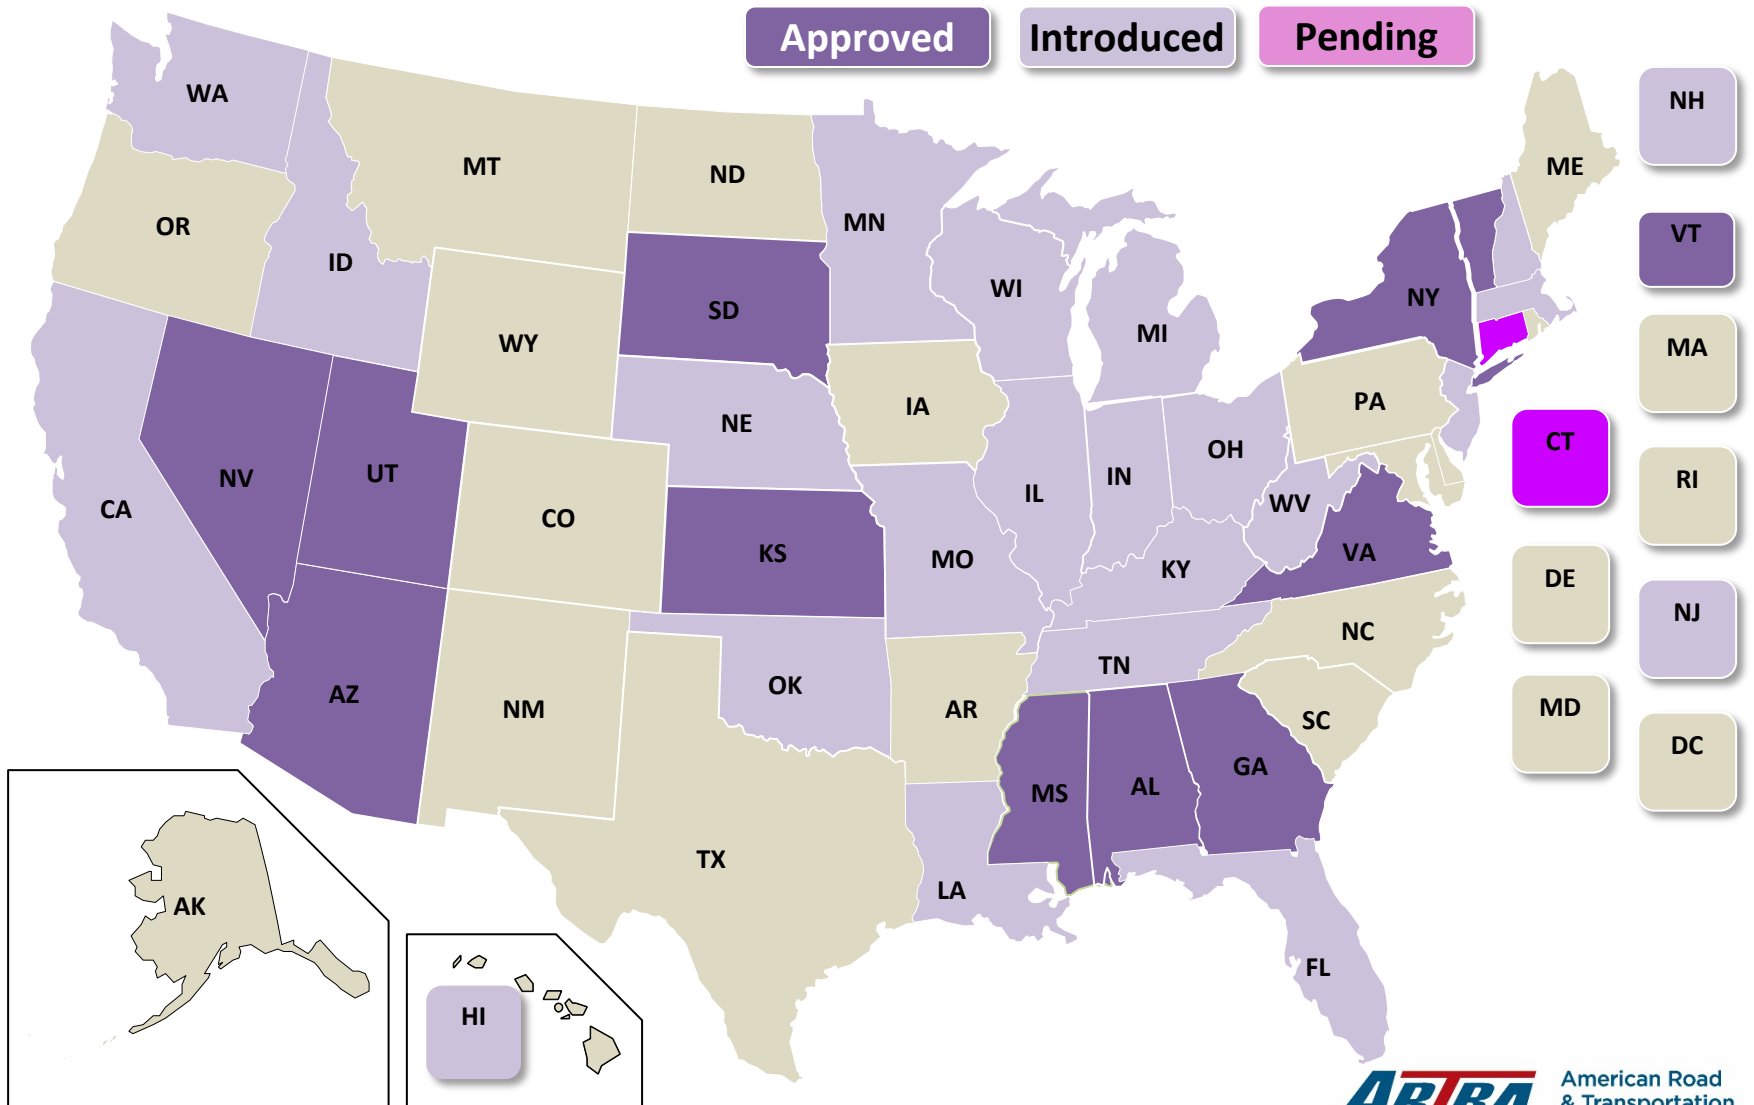 Approved
Introduced
Pending
WA
MT
ND
MN
ME
NH
OR
ID
SD
WI
MI
NY
VT
WY
IA
NE
PA
MA
NV
UT
CO
KS
IL
IN
OH
WV
CT
RI
CA
MO
KY
VA
DE
NJ
AZ
NM
OK
AR
TN
NC
SC
MD
DC
TX
LA
MS
AL
GA
FL
AK
HI
ARTBA
American Road
& Transportation